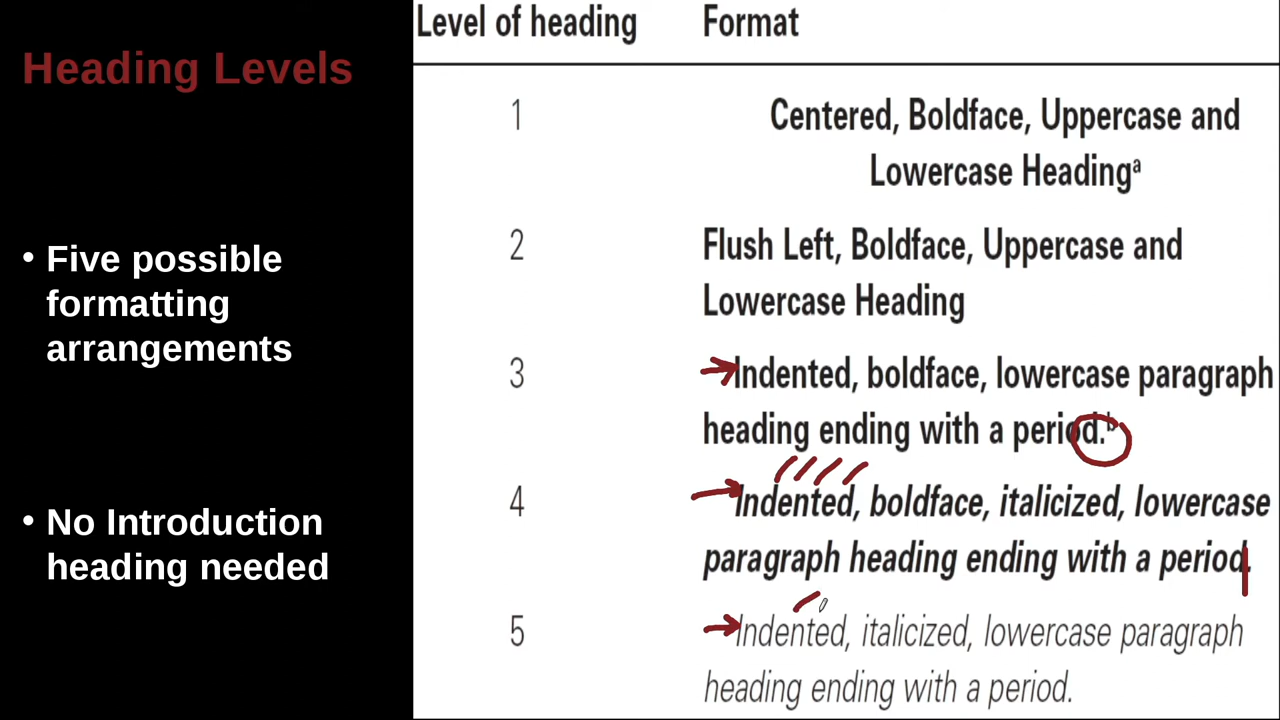 Heading Levels
• Five possible
formatting
arrangements
• No Introduction
heading needed
Level of heading Format
1 Centered, Boldface, Uppercase and
Lowercase Headingᵃ
2 Flush Left, Boldface, Uppercase and
Lowercase Heading
3 Indented, boldface, lowercase paragraph
heading ending with a period.ᵇ
4 Indented, boldface, italicized, lowercase
paragraph heading ending with a period.
5 Indented, italicized, lowercase paragraph
heading ending with a period.